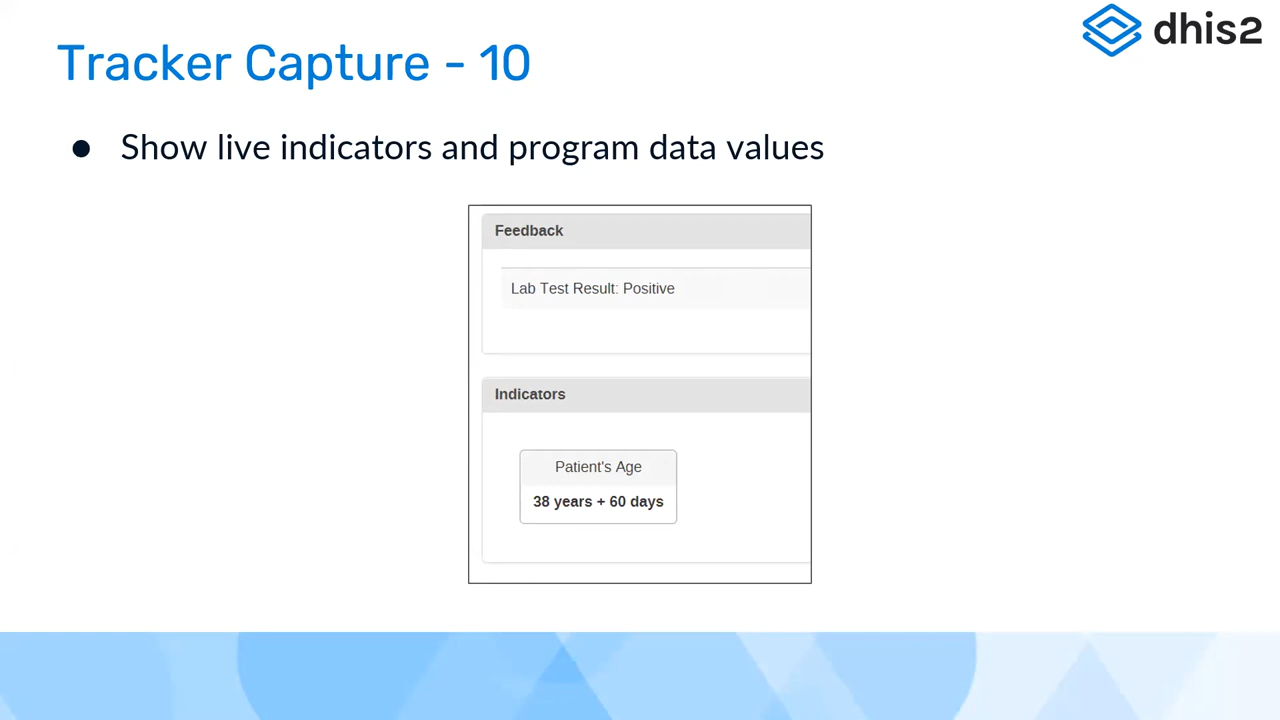 dhis2
Tracker Capture - 10
● Show live indicators and program data values
Feedback
Lab Test Result: Positive
Indicators
Patient's Age
38 years + 60 days